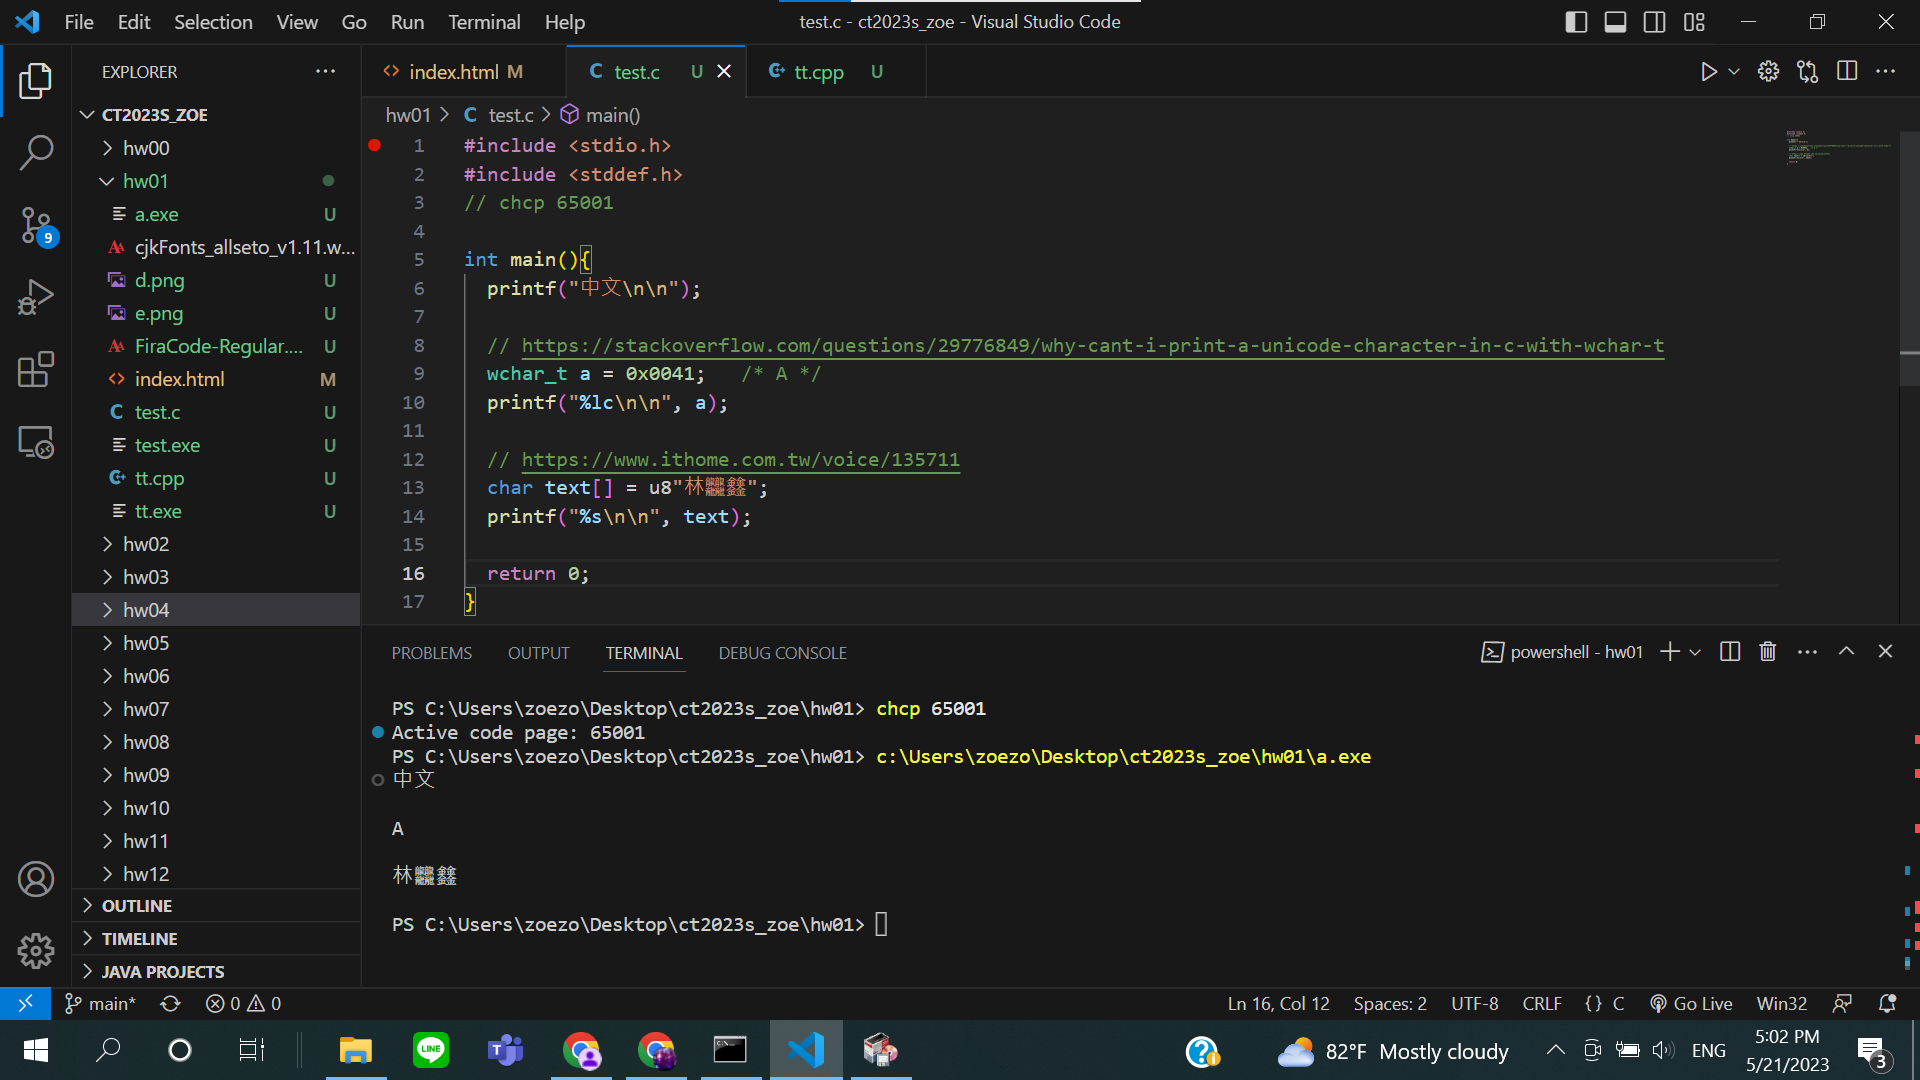 File Edit Selection View Go Run Terminal Help
test.c - ct2023s_zoe - Visual Studio Code
EXPLORER
CT2023S_ZOE
hw00
hw01
a.exe U
cjkFonts_allseto_v1.11.w...
d.png U
e.png U
FiraCode-Regular.... U
index.html M
test.c U
test.exe U
tt.cpp U
tt.exe U
hw02
hw03
hw04
hw05
hw06
hw07
hw08
hw09
hw10
hw11
hw12
OUTLINE
TIMELINE
JAVA PROJECTS
index.html M
test.c U
tt.cpp U
hw01 > test.c > main()
1 #include <stdio.h>
2 #include <stddef.h>
3 // chcp 65001
4
5 int main(){
6 printf("中文\n\n");
7
8 // https://stackoverflow.com/questions/29776849/why-cant-i-print-a-unicode-character-in-c-with-wchar-t
9 wchar_t a = 0x0041; /* A */
10 printf("%lc\n\n", a);
11
12 // https://www.ithome.com.tw/voice/135711
13 char text[] = u8"林龘鑫";
14 printf("%s\n\n", text);
15
16 return 0;
17 }
PROBLEMS OUTPUT TERMINAL DEBUG CONSOLE
powershell - hw01
PS C:\Users\zoezo\Desktop\ct2023s_zoe\hw01> chcp 65001
Active code page: 65001
PS C:\Users\zoezo\Desktop\ct2023s_zoe\hw01> c:\Users\zoezo\Desktop\ct2023s_zoe\hw01\a.exe
中文
A
林龘鑫
PS C:\Users\zoezo\Desktop\ct2023s_zoe\hw01>
main* 0 0
Ln 16, Col 12 Spaces: 2 UTF-8 CRLF {} C Go Live Win32
9
LINE
82°F Mostly cloudy
ENG
5:02 PM
5/21/2023
3